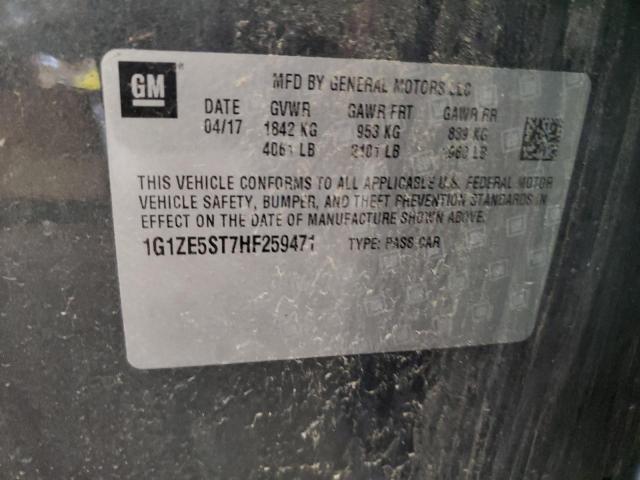 GM
MFD BY GENERAL MOTORS LLC
DATE GVWR GAWR FRT GAWR RR
04/17 1842 KG 953 KG 889 KG
4061 LB 2101 LB 1960 LB
THIS VEHICLE CONFORMS TO ALL APPLICABLE U.S. FEDERAL MOTOR
VEHICLE SAFETY, BUMPER, AND THEFT PREVENTION STANDARDS IN
EFFECT ON THE DATE OF MANUFACTURE SHOWN ABOVE.
1G1ZE5ST7HF259471 TYPE: PASS CAR